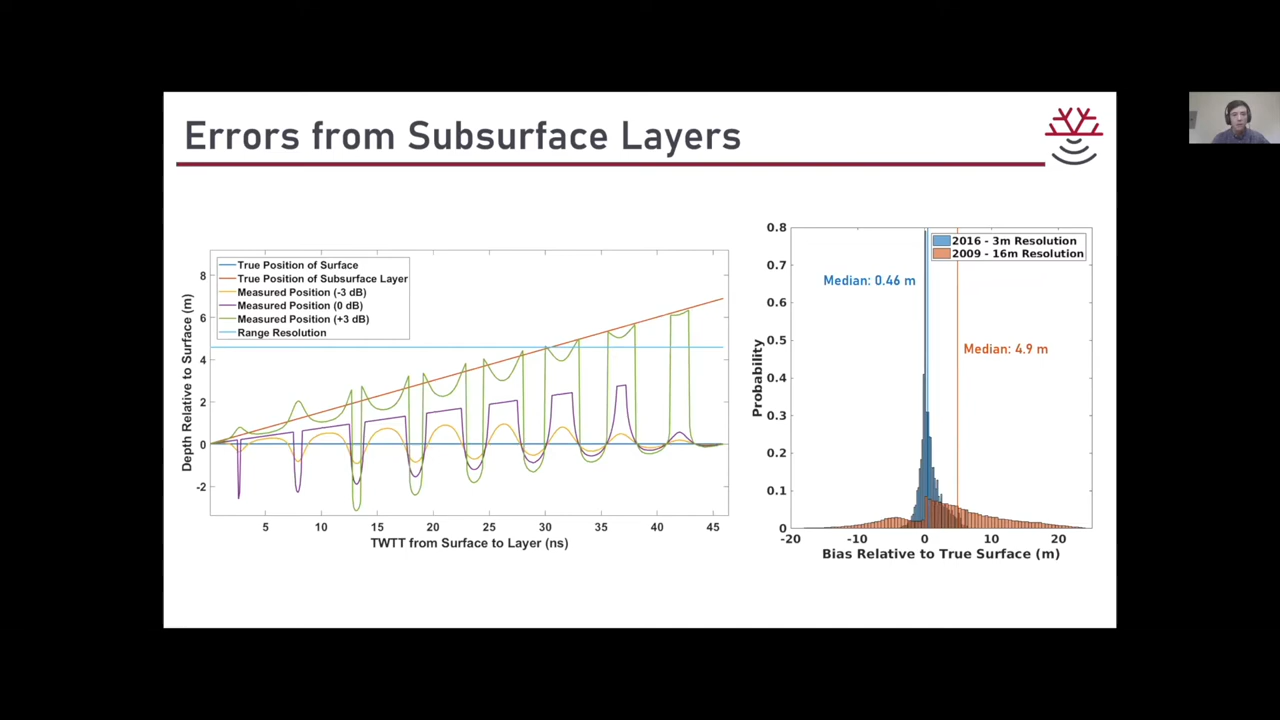 Errors from Subsurface Layers
True Position of Surface
True Position of Subsurface Layer
Measured Position (-3 dB)
Measured Position (0 dB)
Measured Position (+3 dB)
Range Resolution
Depth Relative to Surface (m)
8
6
4
2
0
-2
5
10
15
20
25
30
35
40
45
TWTT from Surface to Layer (ns)
2016 - 3m Resolution
2009 - 16m Resolution
Median: 0.46 m
Median: 4.9 m
Probability
0.8
0.7
0.6
0.5
0.4
0.3
0.2
0.1
0
-20
-10
0
10
20
Bias Relative to True Surface (m)